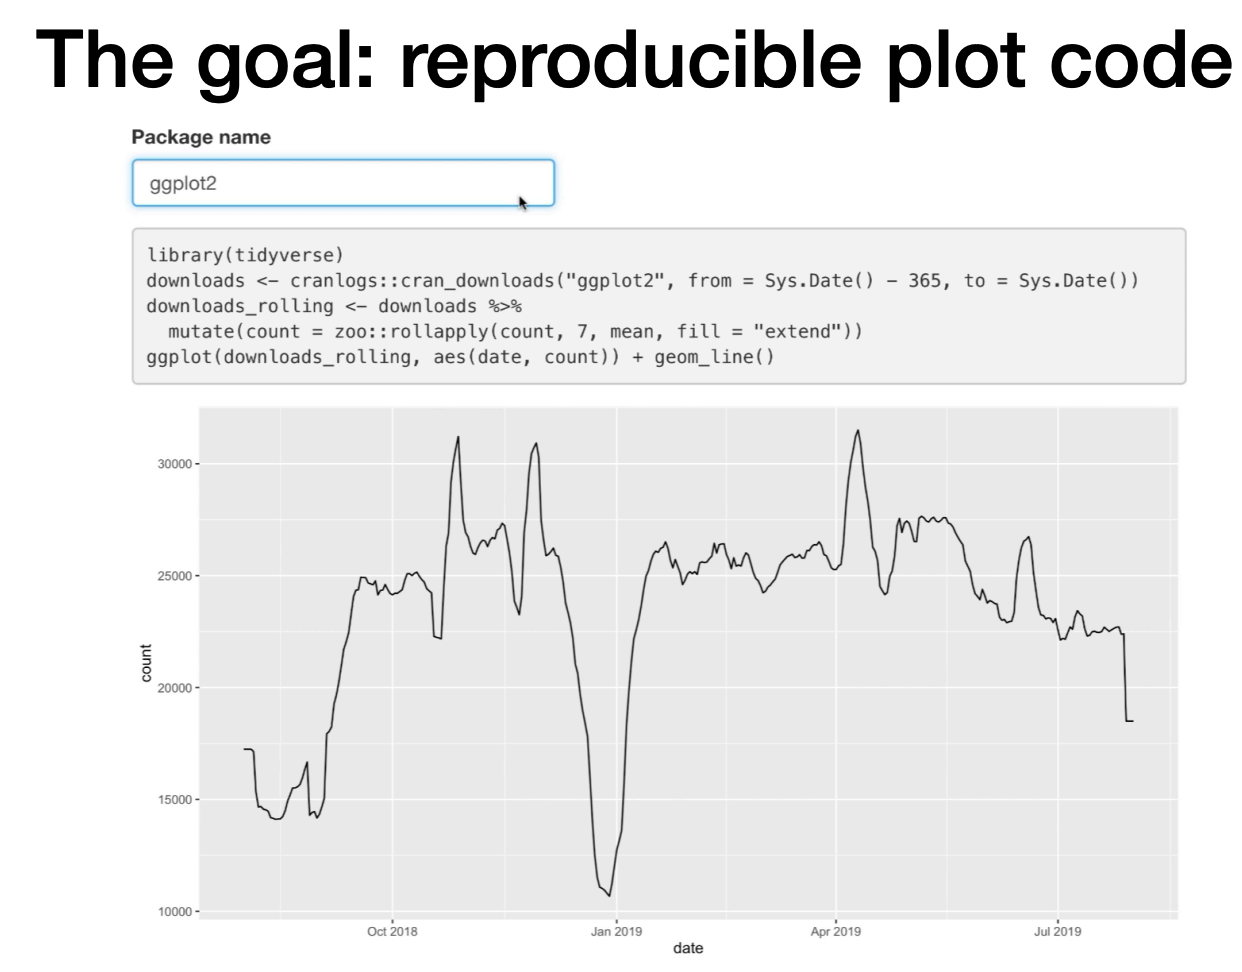 The goal: reproducible plot code
Package name
ggplot2
library(tidyverse)
downloads <- cranlogs::cran_downloads("ggplot2", from = Sys.Date() - 365, to = Sys.Date())
downloads_rolling <- downloads %>%
  mutate(count = zoo::rollapply(count, 7, mean, fill = "extend"))
ggplot(downloads_rolling, aes(date, count)) + geom_line()
30000
25000
20000
15000
10000
count
Oct 2018 Jan 2019 Apr 2019 Jul 2019
date